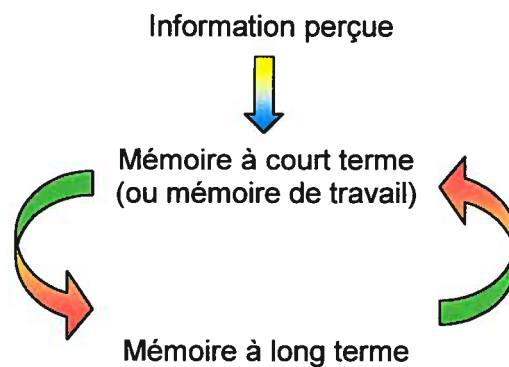 Information perçue
Mémoire à court terme
(ou mémoire de travail)
Mémoire à long terme